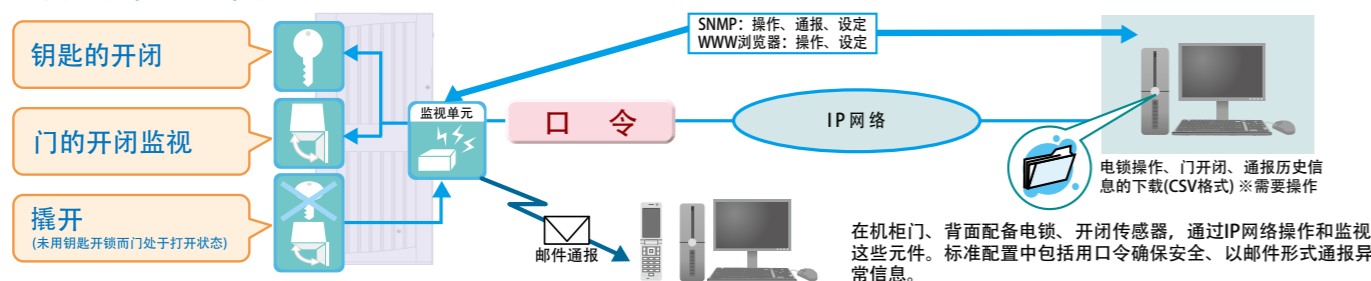 SNMP：操作、通报、设定
WWW浏览器：操作、设定
钥匙的开闭
监视单元
口 令
IP网络
门的开闭监视
电锁操作、门开闭、通报历史信
息的下载(CSV格式) ※需要操作
撬开
(未用钥匙开锁而门处于打开状态)
邮件通报
在机柜门、背面配备电锁、开闭传感器，通过IP网络操作和监视
这些元件。标准配置中包括用口令确保安全、以邮件形式通报异
常信息。